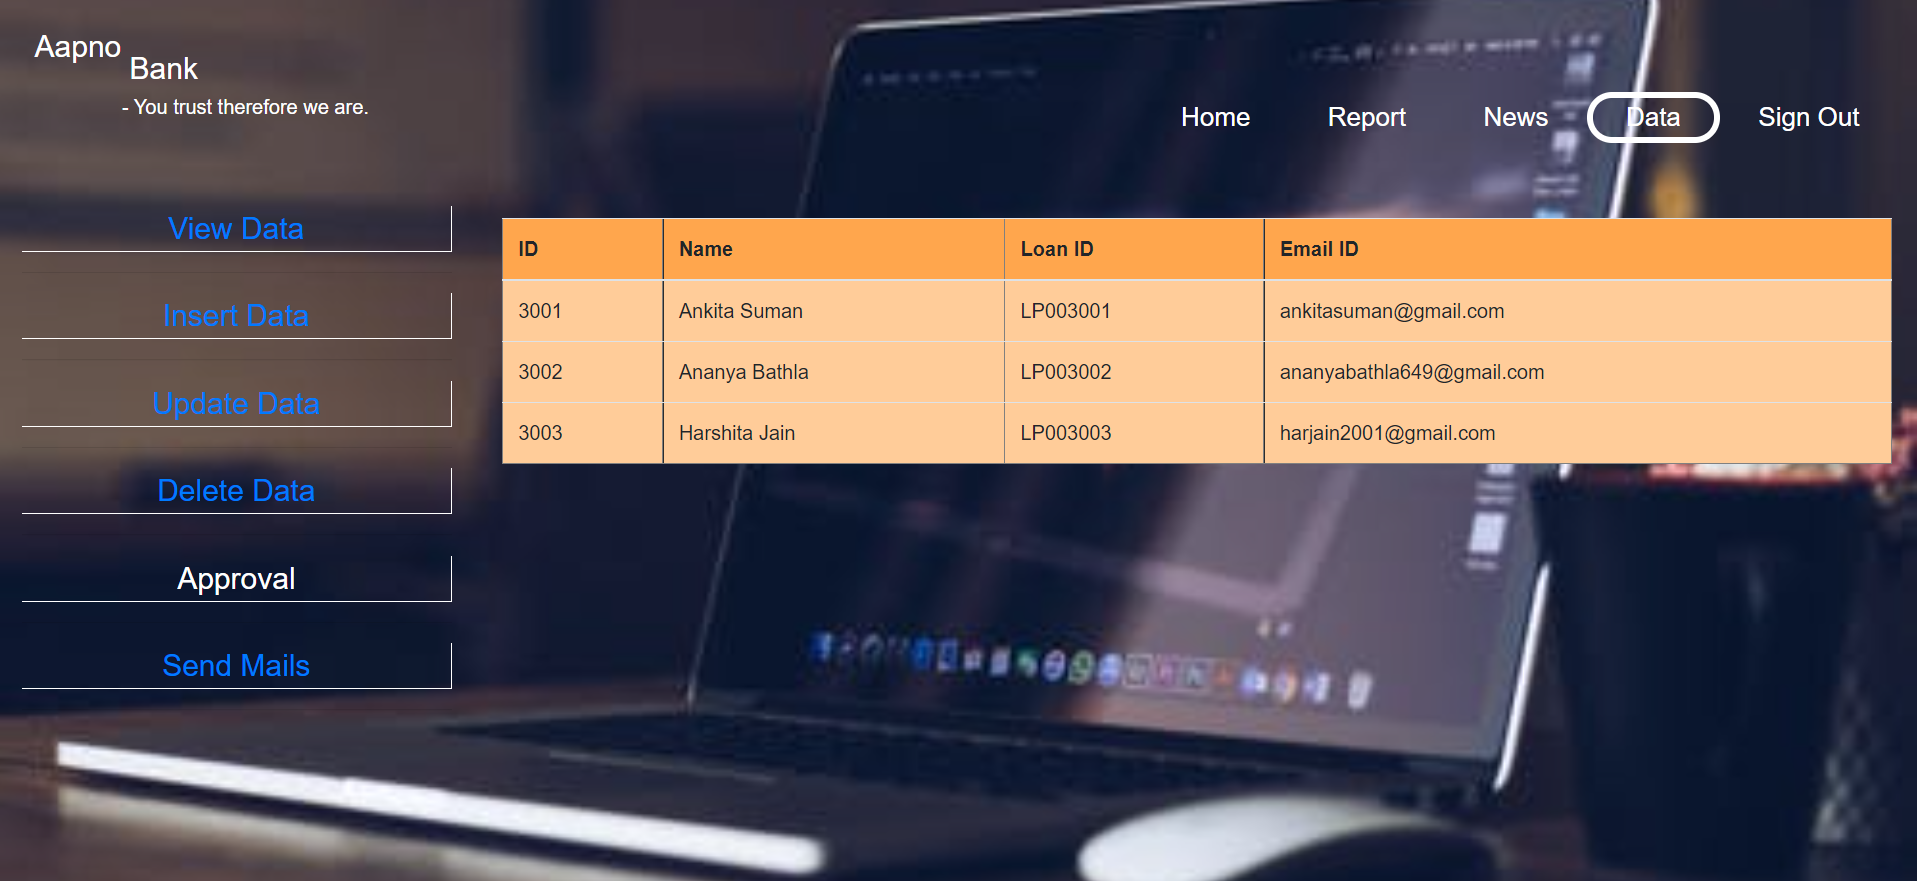 Aapno
Bank
- You trust therefore we are.
Home Report News Data Sign Out
View Data
Insert Data
Update Data
Delete Data
Approval
Send Mails
ID Name Loan ID Email ID
3001 Ankita Suman LP003001 ankitasuman@gmail.com
3002 Ananya Bathla LP003002 ananyabathla649@gmail.com
3003 Harshita Jain LP003003 harjain2001@gmail.com